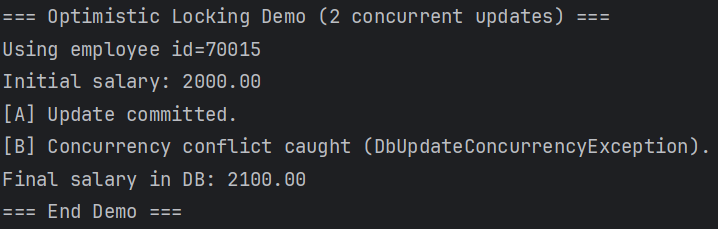 === Optimistic Locking Demo (2 concurrent updates) ===
Using employee id=70015
Initial salary: 2000.00
[A] Update committed.
[B] Concurrency conflict caught (DbUpdateConcurrencyException).
Final salary in DB: 2100.00
=== End Demo ===